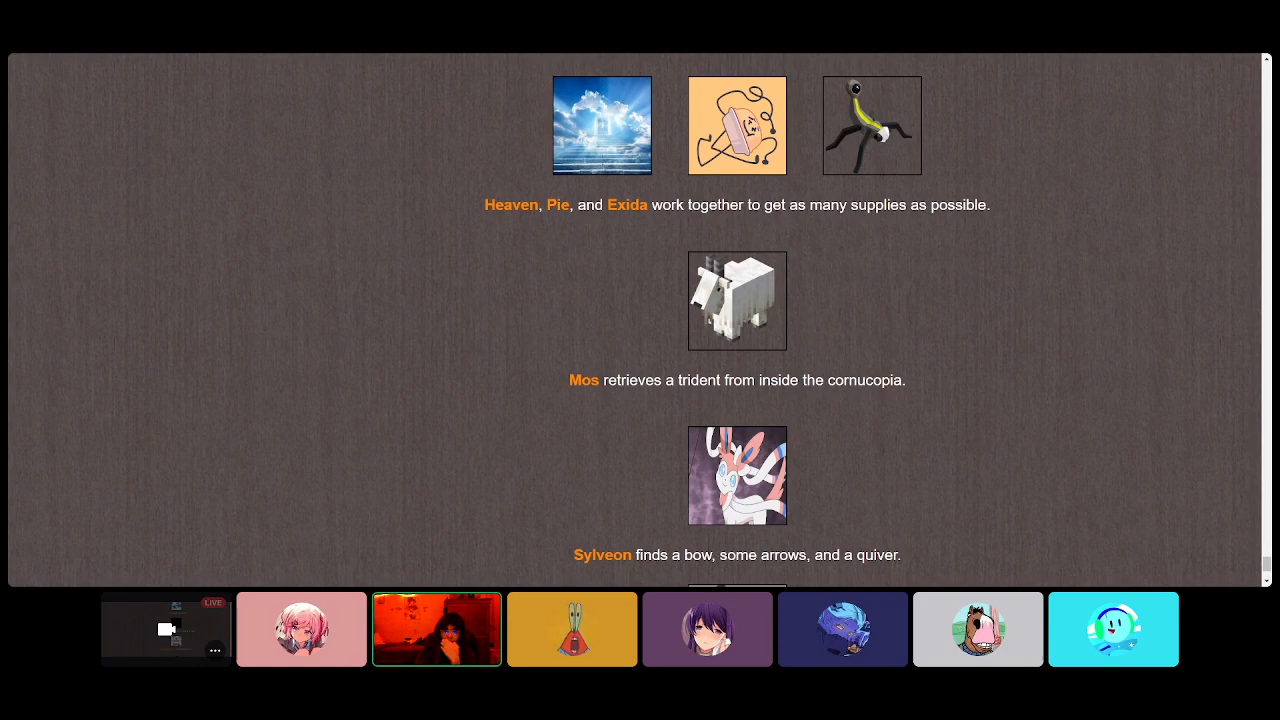 Heaven, Pie, and Exida work together to get as many supplies as possible.
Mos retrieves a trident from inside the cornucopia.
Sylveon finds a bow, some arrows, and a quiver.
LIVE